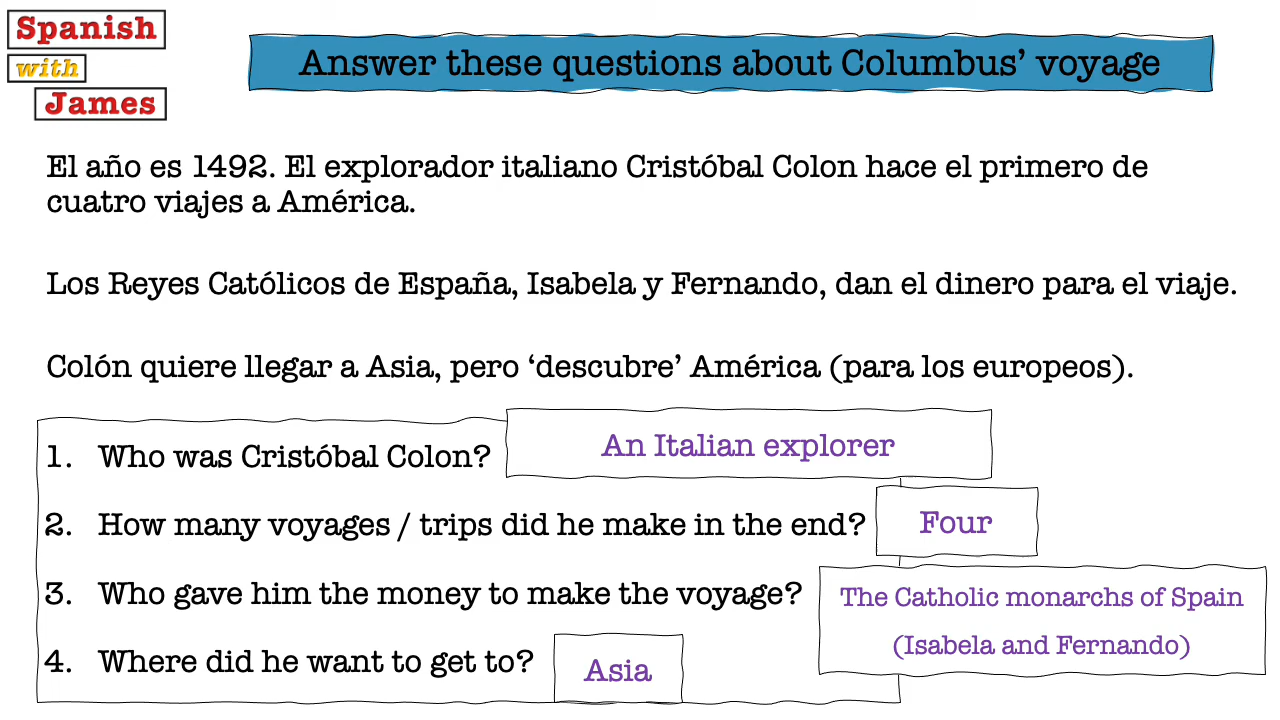 Spanish
with
James
Answer these questions about Columbus’ voyage
El año es 1492. El explorador italiano Cristóbal Colon hace el primero de
cuatro viajes a América.
Los Reyes Católicos de España, Isabela y Fernando, dan el dinero para el viaje.
Colón quiere llegar a Asia, pero ‘descubre’ América (para los europeos).
1. Who was Cristóbal Colon?
An Italian explorer
2. How many voyages / trips did he make in the end?
Four
3. Who gave him the money to make the voyage?
The Catholic monarchs of Spain
(Isabela and Fernando)
4. Where did he want to get to?
Asia